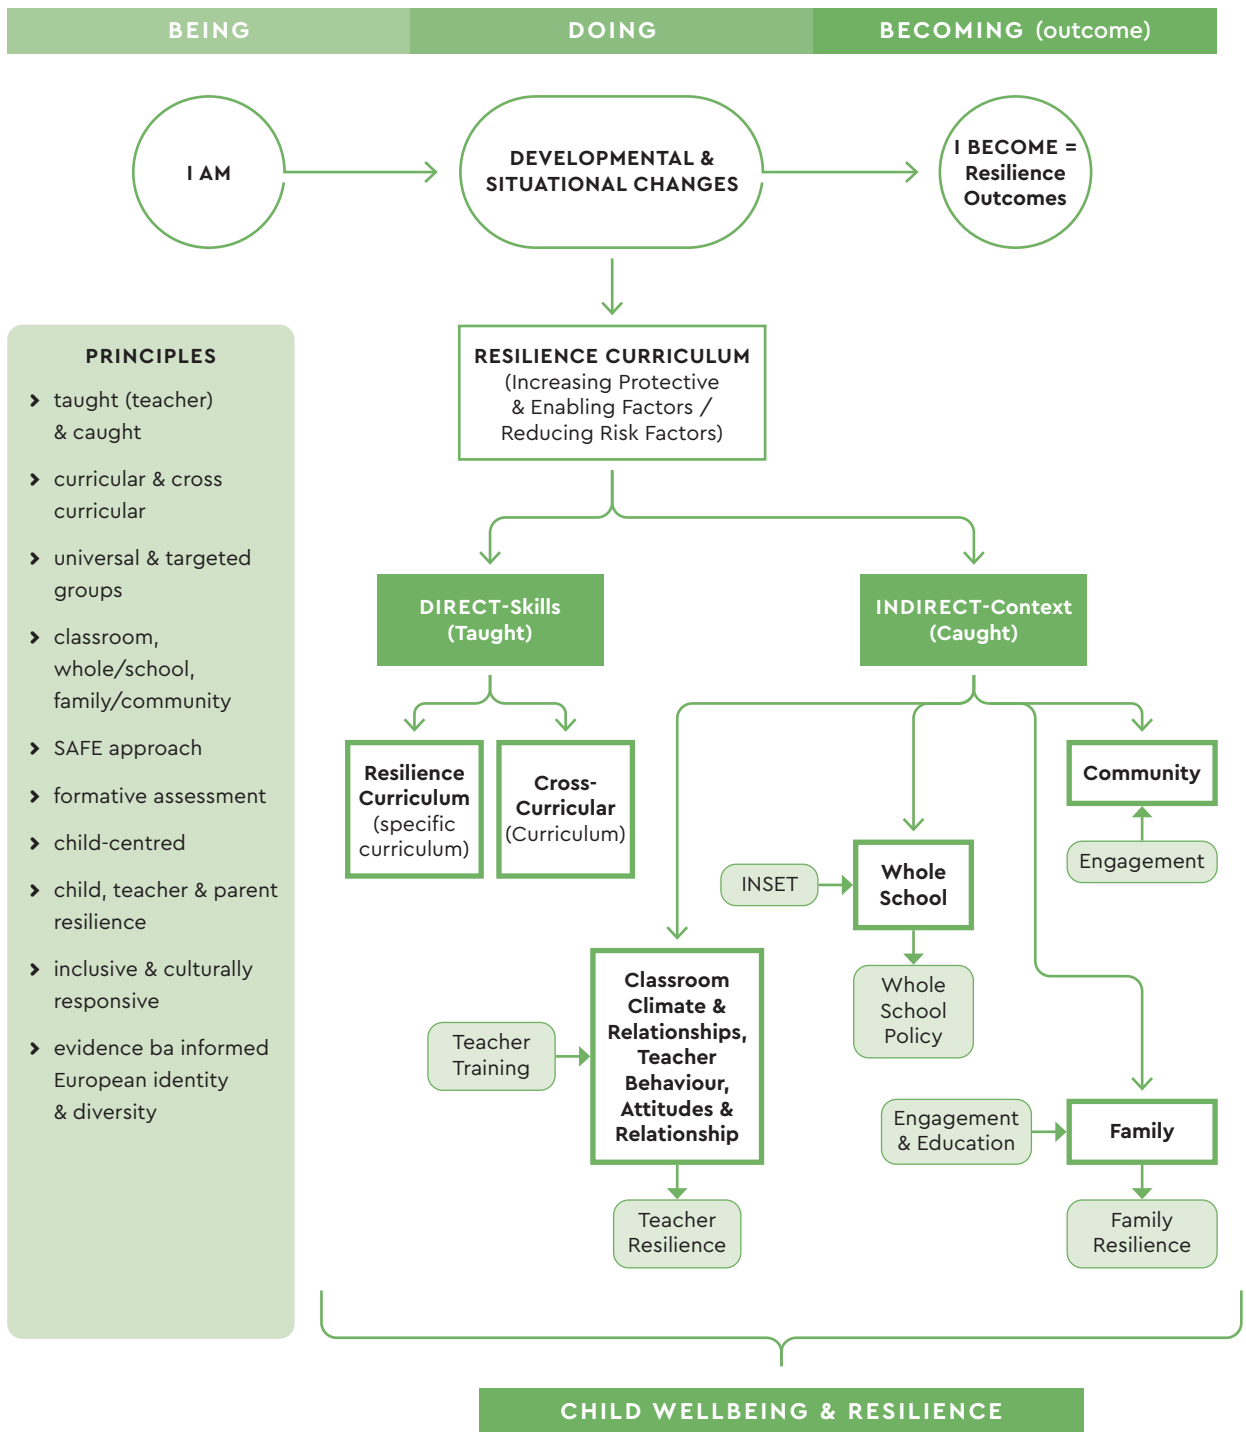 BEING
DOING
BECOMING (outcome)
I AM
DEVELOPMENTAL &
SITUATIONAL CHANGES
I BECOME =
Resilience
Outcomes
PRINCIPLES
taught (teacher)
& caught
curricular & cross
curricular
universal & targeted
groups
classroom,
whole/school,
family/community
SAFE approach
formative assessment
child-centred
child, teacher & parent
resilience
inclusive & culturally
responsive
evidence ba informed
European identity
& diversity
RESILIENCE CURRICULUM
(Increasing Protective
& Enabling Factors /
Reducing Risk Factors)
DIRECT-Skills
(Taught)
INDIRECT-Context
(Caught)
Resilience
Curriculum
(specific
curriculum)
Cross-
Curricular
(Curriculum)
Community
Engagement
INSET
Whole
School
Whole
School
Policy
Teacher
Training
Classroom
Climate &
Relationships,
Teacher
Behaviour,
Attitudes &
Relationship
Teacher
Resilience
Engagement
& Education
Family
Family
Resilience
CHILD WELLBEING & RESILIENCE